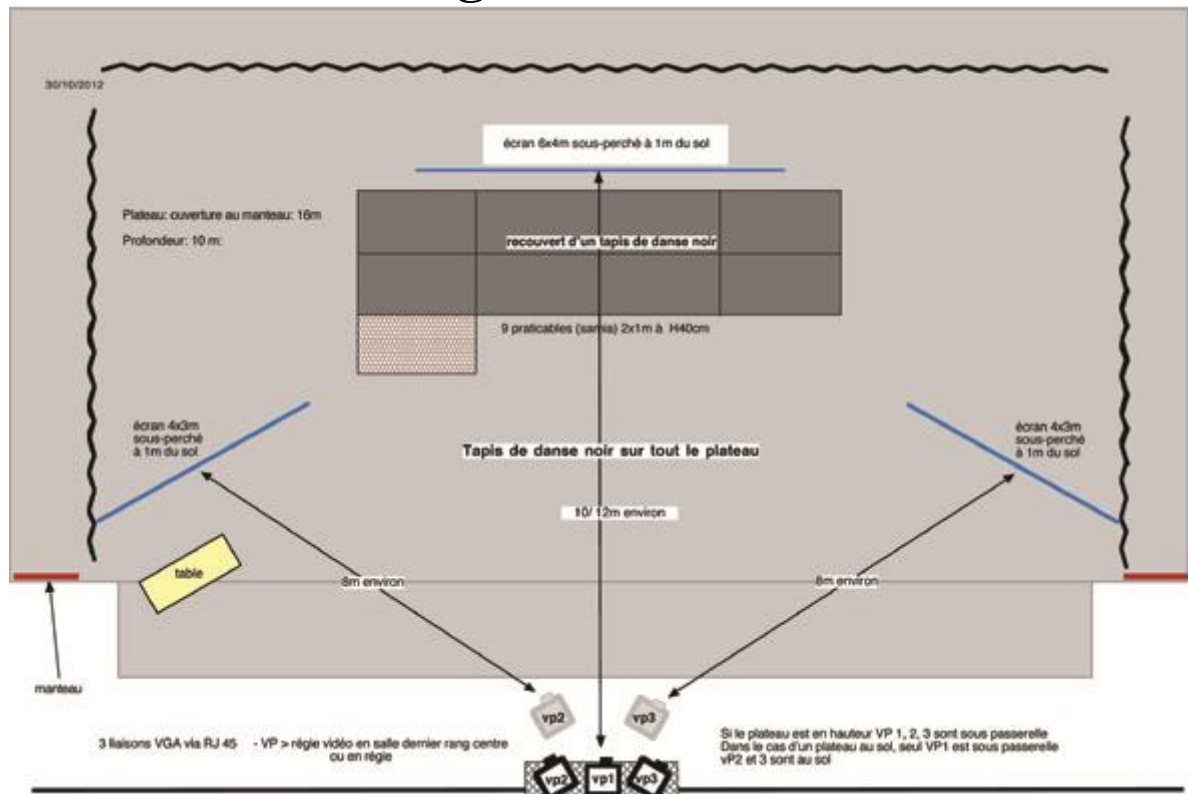 30/10/2012
écran 6x4m sous-perché à 1m du sol
Plateau: ouverture au manteau: 16m
Profondeur: 10 m:
recouvert d'un tapis de danse noir
9 praticables (samia) 2x1m à H40cm
écran 4x3m
sous-perché
à 1m du sol
écran 4x3m
sous-perché
à 1m du sol
Tapis de danse noir sur tout le plateau
10/ 12m environ
table
8m environ
8m environ
manteau
vp2
vp3
3 liaisons VGA via RJ 45 - VP > régie vidéo en salle dernier rang centre
ou en régie
Si le plateau est en hauteur VP 1, 2, 3 sont sous passerelle
Dans le cas d'un plateau au sol, seul VP1 est sous passerelle
vP2 et 3 sont au sol
vp2
vp1
vp3